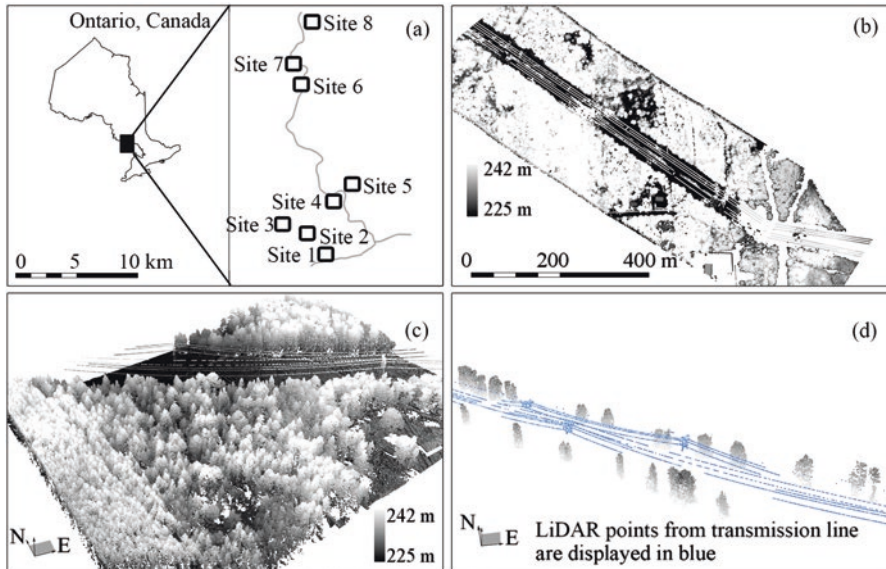 Ontario, Canada
(a)
Site 8
Site 7
Site 6
Site 5
Site 4
Site 3
Site 2
Site 1
0 5 10 km
(b)
242 m
225 m
0 200 400 m
(c)
N
E
242 m
225 m
(d)
N
E
LiDAR points from transmission line
are displayed in blue